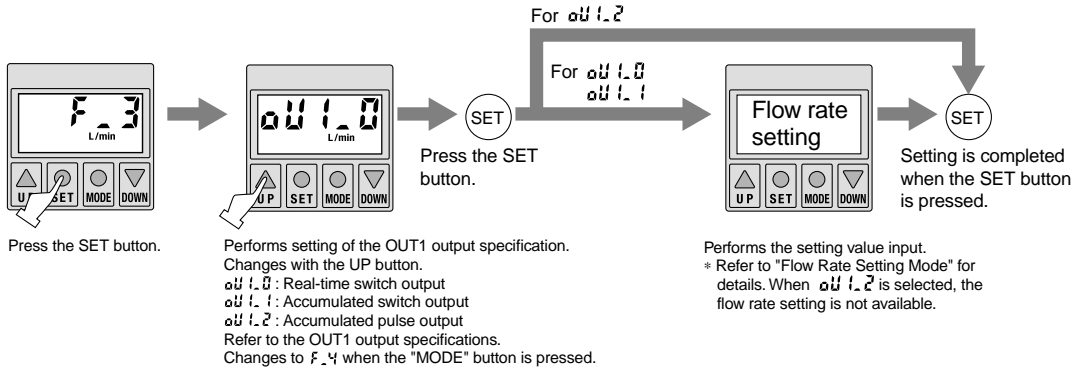 For oU1_2
For oU1_0
oU1_1
F_3
L/min
UP SET MODE DOWN
Press the SET button.
oU1_0
L/min
UP SET MODE DOWN
Performs setting of the OUT1 output specification.
Changes with the UP button.
oU1_0 : Real-time switch output
oU1_1 : Accumulated switch output
oU1_2 : Accumulated pulse output
Refer to the OUT1 output specifications.
Changes to F_4 when the "MODE" button is pressed.
SET
Press the SET
button.
Flow rate
setting
UP SET MODE DOWN
Performs the setting value input.
* Refer to "Flow Rate Setting Mode" for
details. When oU1_2 is selected, the
flow rate setting is not available.
SET
Setting is completed
when the SET button
is pressed.